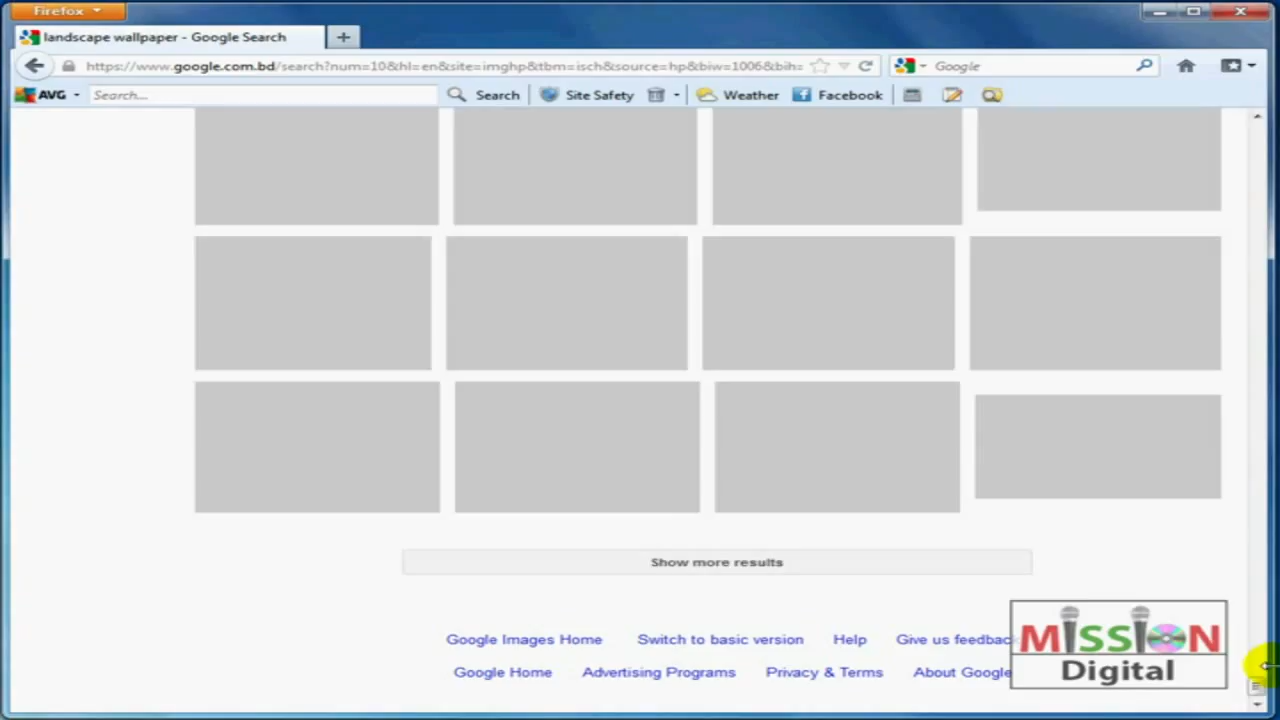 Firefox
landscape wallpaper - Google Search
https://www.google.com.bd/search?num=10&hl=en&site=imghp&tbm=isch&source=hp&biw=1006&bih=
Google
AVG
Search...
Search
Site Safety
Weather
Facebook
Show more results
Google Images Home
Switch to basic version
Help
Give us feedbac
Google Home
Advertising Programs
Privacy & Terms
About Google
MISSION
Digital